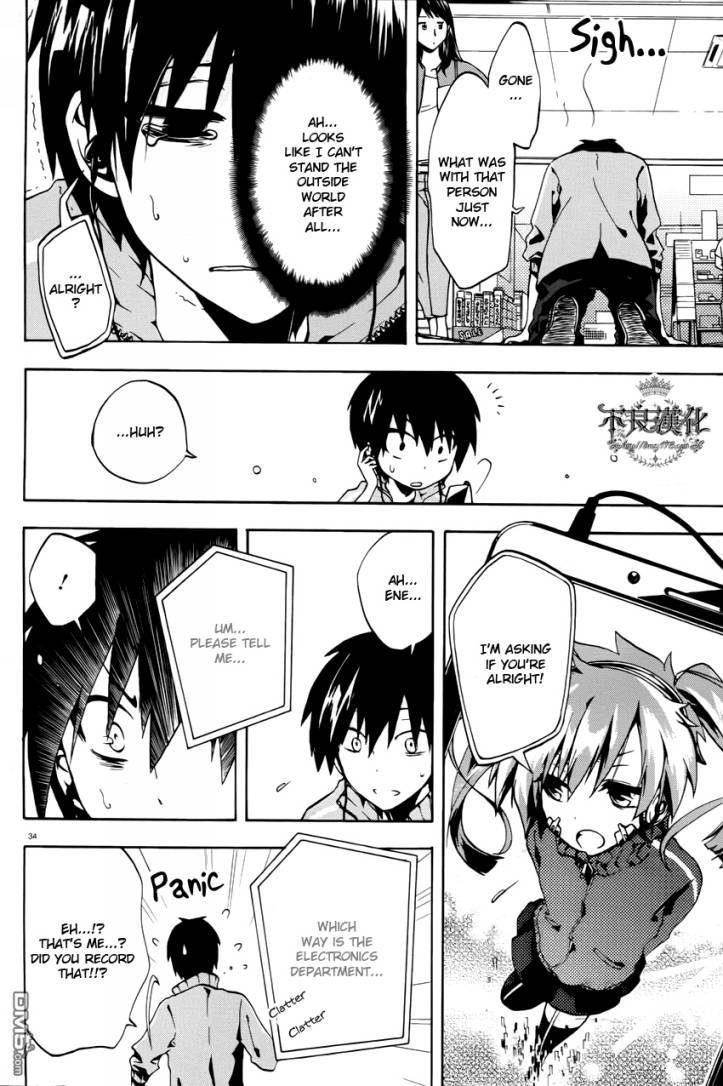 Sigh...
GONE
...
WHAT WAS
WITH THAT
PERSON
JUST
NOW...
AH...
LOOKS
LIKE I CAN'T
STAND THE
OUTSIDE
WORLD
AFTER
ALL...
...
ALRIGHT
?
...HUH?
不良漢化
I'M ASKING
IF YOU'RE
ALRIGHT!
AH...
ENE...
UM...
PLEASE TELL
ME...
!
34
Panic
WHICH
WAY IS THE
ELECTRONICS
DEPARTMENT...
Clatter
Clatter
EH...!?
THAT'S ME...?
DID YOU RECORD
THAT!!?